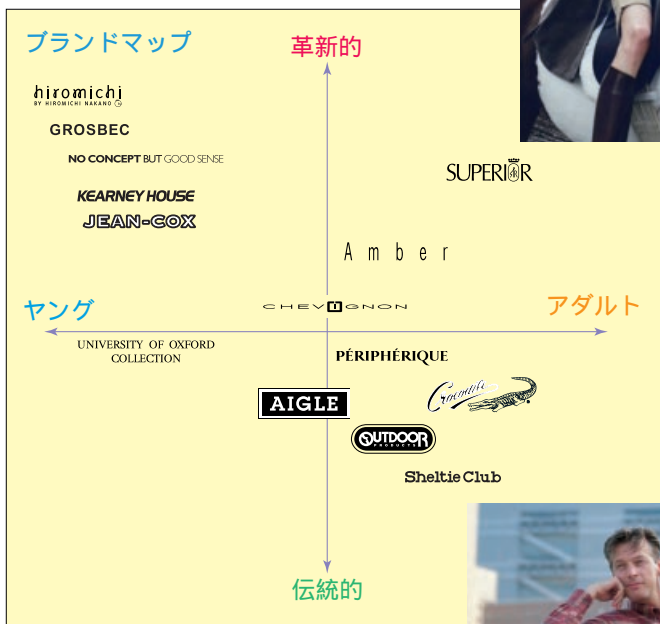 ブランドマップ
革新的
hiromichi
BY HIROMICHI NAKANO
GROSBEC
NO CONCEPT BUT GOOD SENSE
SUPERIOR
KEARNEY HOUSE
JEAN-COX
Amber
CHEVIGNON
ヤング
アダルト
UNIVERSITY OF OXFORD
COLLECTION
PÉRIPHÉRIQUE
AIGLE
Crocodile
OUTDOOR
PRODUCTS
Sheltie Club
伝統的